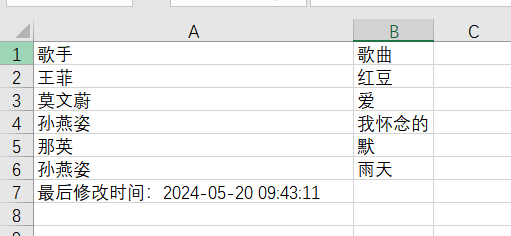 A B C
1 歌手 歌曲
2 王菲 红豆
3 莫文蔚 爱
4 孙燕姿 我怀念的
5 那英 默
6 孙燕姿 雨天
7 最后修改时间：2024-05-20 09:43:11
8